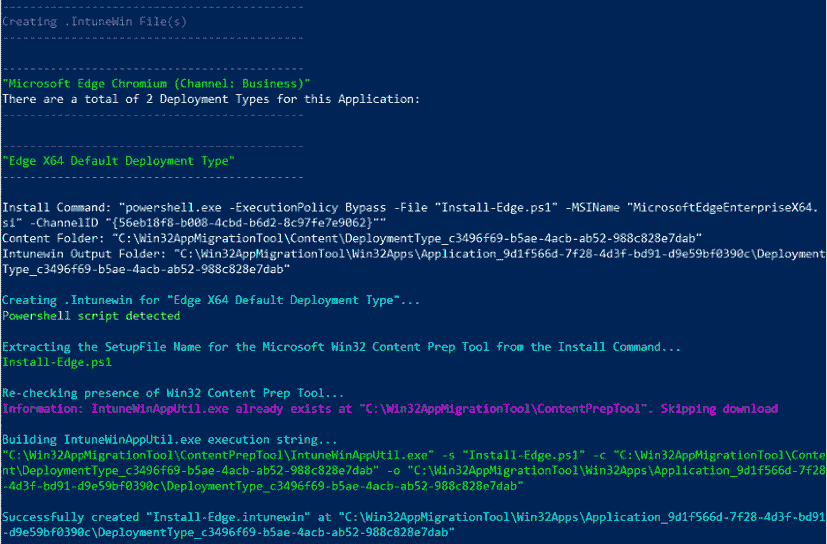 --------------------------------------
Creating .IntuneWin File(s)
--------------------------------------
--------------------------------------
"Microsoft Edge Chromium (Channel: Business)"
There are a total of 2 Deployment Types for this Application:
--------------------------------------
--------------------------------------
"Edge X64 Default Deployment Type"
--------------------------------------
Install Command: "powershell.exe -ExecutionPolicy Bypass -File "Install-Edge.ps1" -MSIName "MicrosoftEdgeEnterpriseX64.
si" -ChannelID "{56eb18f8-b008-4cbd-b6d2-8c97fe7e9062}""
Content Folder: "C:\Win32AppMigrationTool\Content\DeploymentType_c3496f69-b5ae-4acb-ab52-988c828e7dab"
Intunewin Output Folder: "C:\Win32AppMigrationTool\Win32Apps\Application_9d1f566d-7f28-4d3f-bd91-d9e59bf0390c\Deployment
Type_c3496f69-b5ae-4acb-ab52-988c828e7dab"
Creating .Intunewin for "Edge X64 Default Deployment Type"...
Powershell script detected
Extracting the SetupFile Name for the Microsoft Win32 Content Prep Tool from the Install Command...
Install-Edge.ps1
Re-checking presence of Win32 Content Prep Tool...
Information: IntuneWinAppUtil.exe already exists at "C:\Win32AppMigrationTool\ContentPrepTool". Skipping download
Building IntuneWinAppUtil.exe execution string...
"C:\Win32AppMigrationTool\ContentPrepTool\IntuneWinAppUtil.exe" -s "Install-Edge.ps1" -c "C:\Win32AppMigrationTool\Conte
nt\DeploymentType_c3496f69-b5ae-4acb-ab52-988c828e7dab" -o "C:\Win32AppMigrationTool\Win32Apps\Application_9d1f566d-7f28
-4d3f-bd91-d9e59bf0390c\DeploymentType_c3496f69-b5ae-4acb-ab52-988c828e7dab"
Successfully created "Install-Edge.intunewin" at "C:\Win32AppMigrationTool\Win32Apps\Application_9d1f566d-7f28-4d3f-bd91
-d9e59bf0390c\DeploymentType_c3496f69-b5ae-4acb-ab52-988c828e7dab"